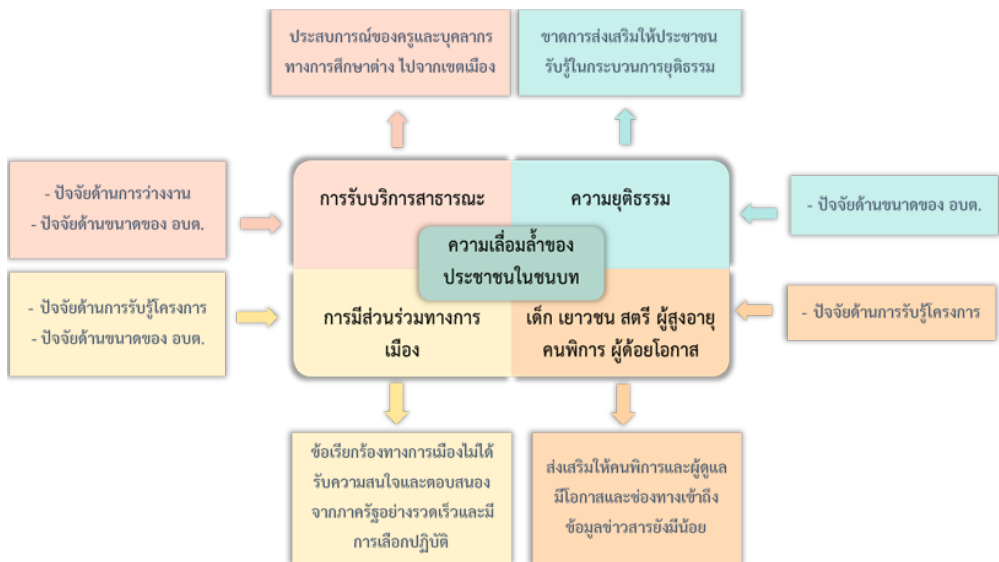 ประสบการณ์ของครูและบุคลากร
ทางการศึกษาต่าง ไปจากเขตเมือง
ขาดการส่งเสริมให้ประชาชน
รับรู้ในกระบวนการยุติธรรม
- ปัจจัยด้านการว่างงาน
- ปัจจัยด้านขนาดของ อบต.
การรับบริการสาธารณะ
ความยุติธรรม
- ปัจจัยด้านขนาดของ อบต.
ความเลื่อมล้ำของ
ประชาชนในชนบท
- ปัจจัยด้านการรับรู้โครงการ
- ปัจจัยด้านขนาดของ อบต.
การมีส่วนร่วมทางการ
เมือง
เด็ก เยาวชน สตรี ผู้สูงอายุ
คนพิการ ผู้ด้อยโอกาส
- ปัจจัยด้านการรับรู้โครงการ
ข้อเรียกร้องทางการเมืองไม่ได้
รับความสนใจและตอบสนอง
จากภาครัฐอย่างรวดเร็วและมี
การเลือกปฏิบัติ
ส่งเสริมให้คนพิการและผู้ดูแล
มีโอกาสและช่องทางเข้าถึง
ข้อมูลข่าวสารยังมีน้อย